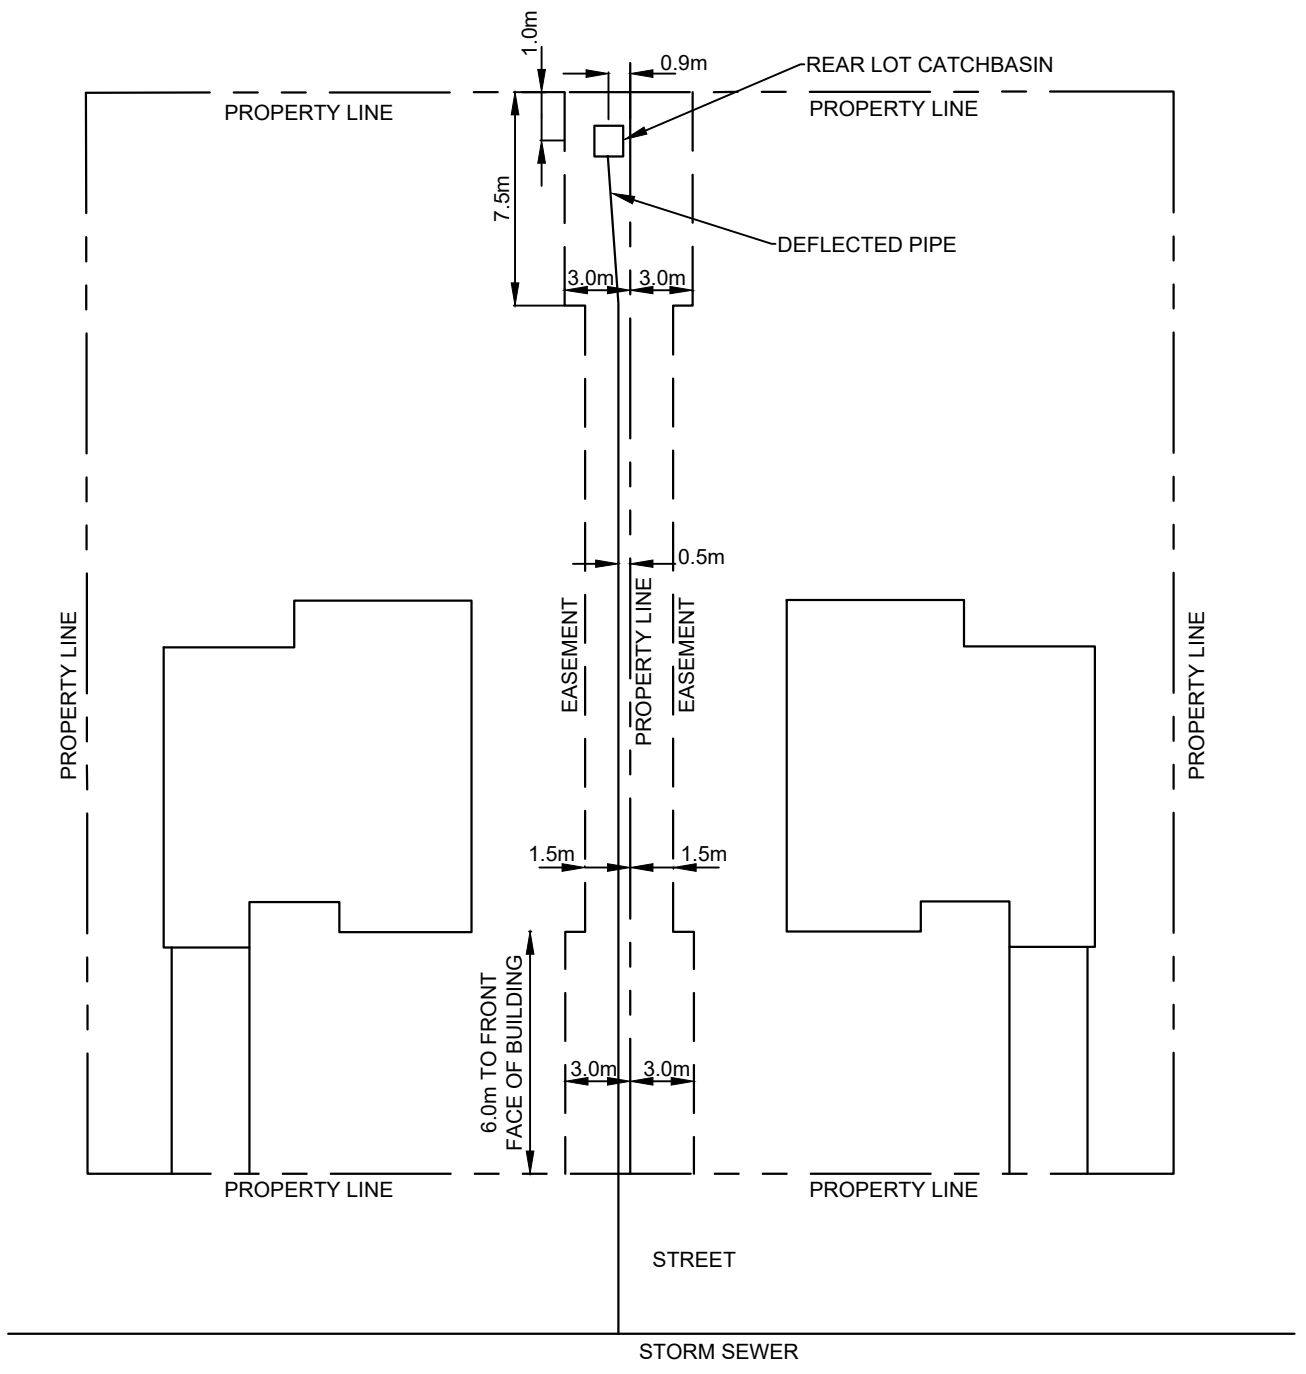 1.0m
0.9m
REAR LOT CATCHBASIN
PROPERTY LINE
PROPERTY LINE
7.5m
DEFLECTED PIPE
3.0m
3.0m
0.5m
PROPERTY LINE
EASEMENT
PROPERTY LINE
EASEMENT
PROPERTY LINE
1.5m
1.5m
6.0m TO FRONT
FACE OF BUILDING
3.0m
3.0m
PROPERTY LINE
PROPERTY LINE
STREET
STORM SEWER